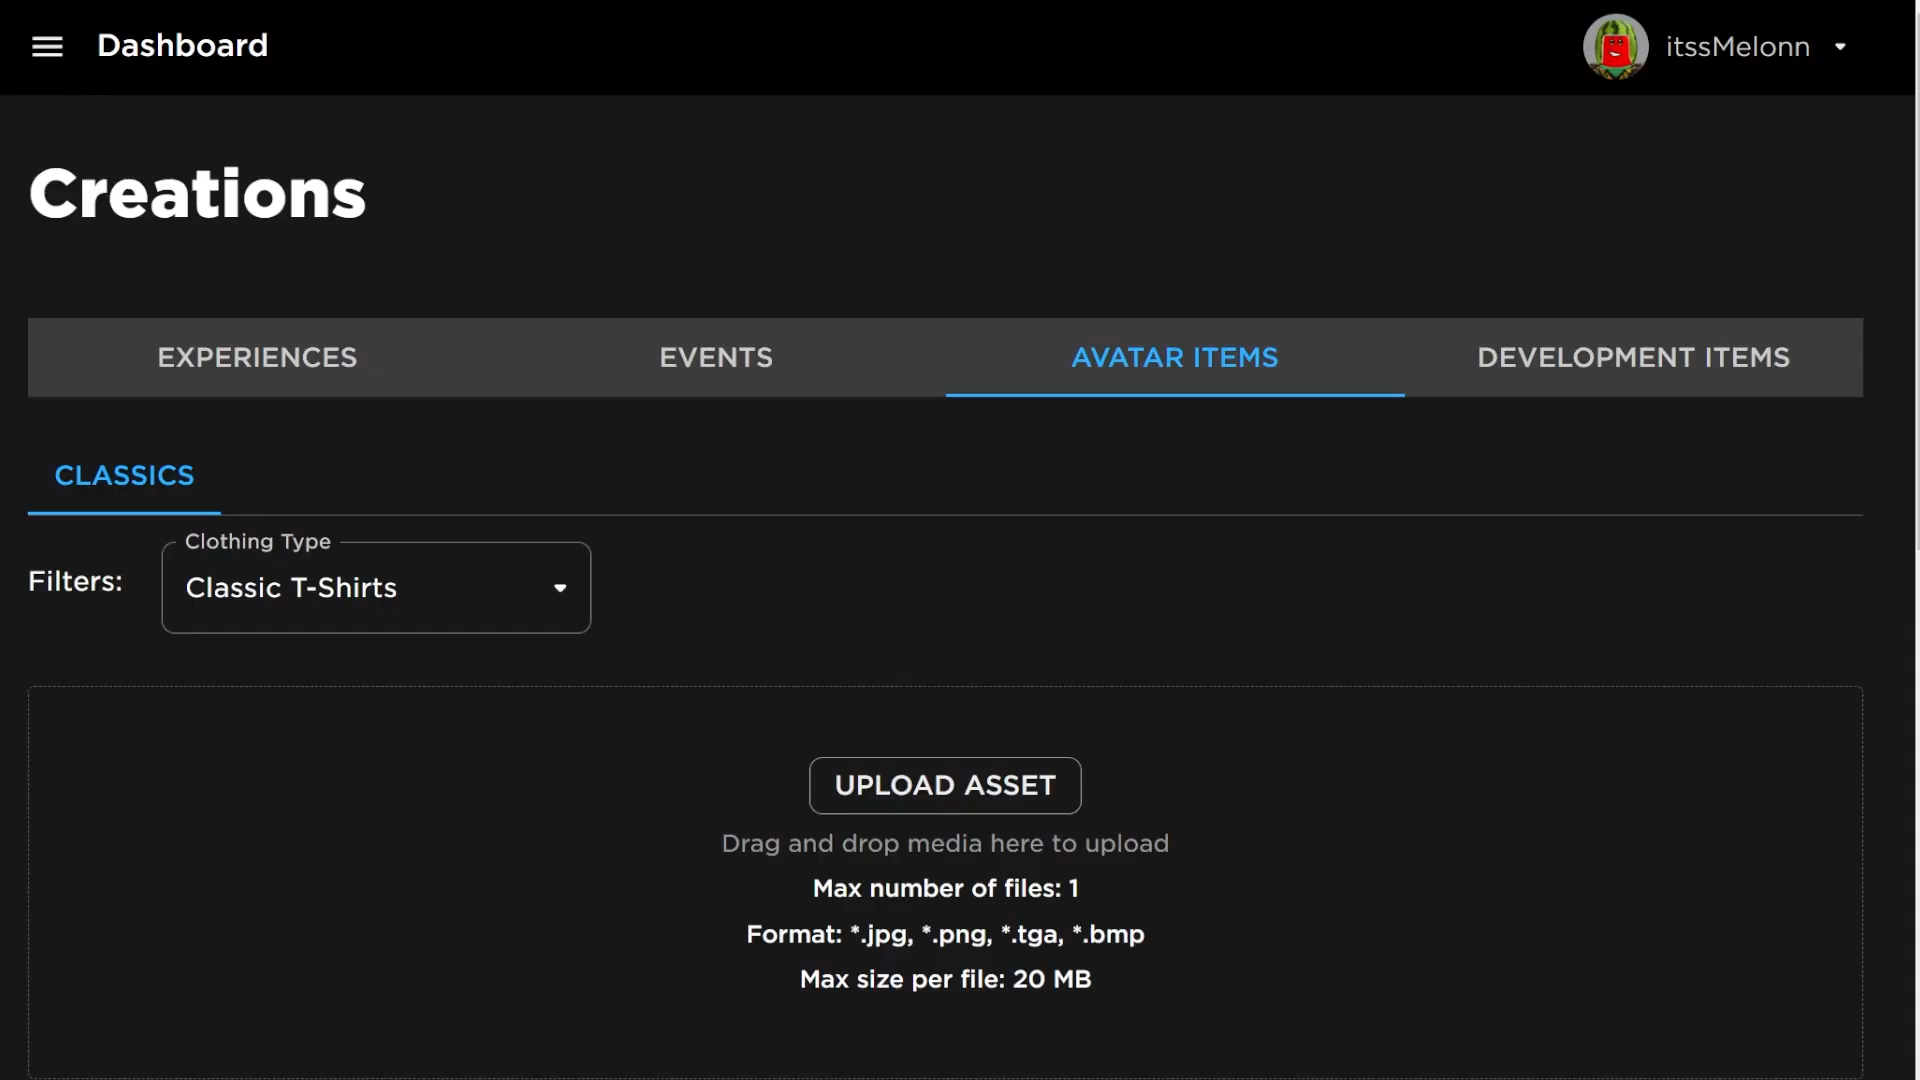 Dashboard
itssMelonn
Creations
EXPERIENCES
EVENTS
AVATAR ITEMS
DEVELOPMENT ITEMS
CLASSICS
Clothing Type
Filters:
Classic T-Shirts
UPLOAD ASSET
Drag and drop media here to upload
Max number of files: 1
Format: *.jpg, *.png, *.tga, *.bmp
Max size per file: 20 MB